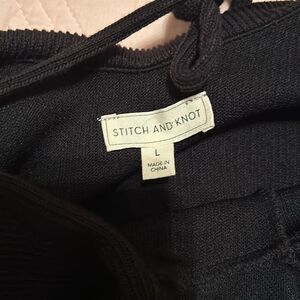 STITCH AND KNOT
L
MADE IN
CHINA